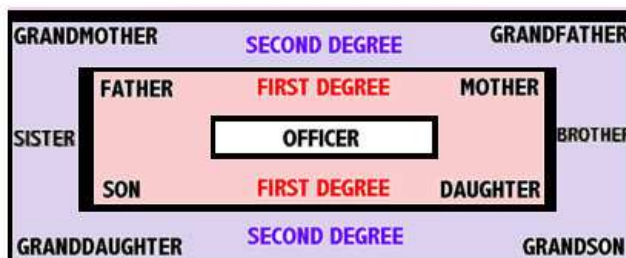 GRANDMOTHER SECOND DEGREE GRANDFATHER
FATHER FIRST DEGREE MOTHER
SISTER OFFICER BROTHER
SON FIRST DEGREE DAUGHTER
GRANDDAUGHTER SECOND DEGREE GRANDSON